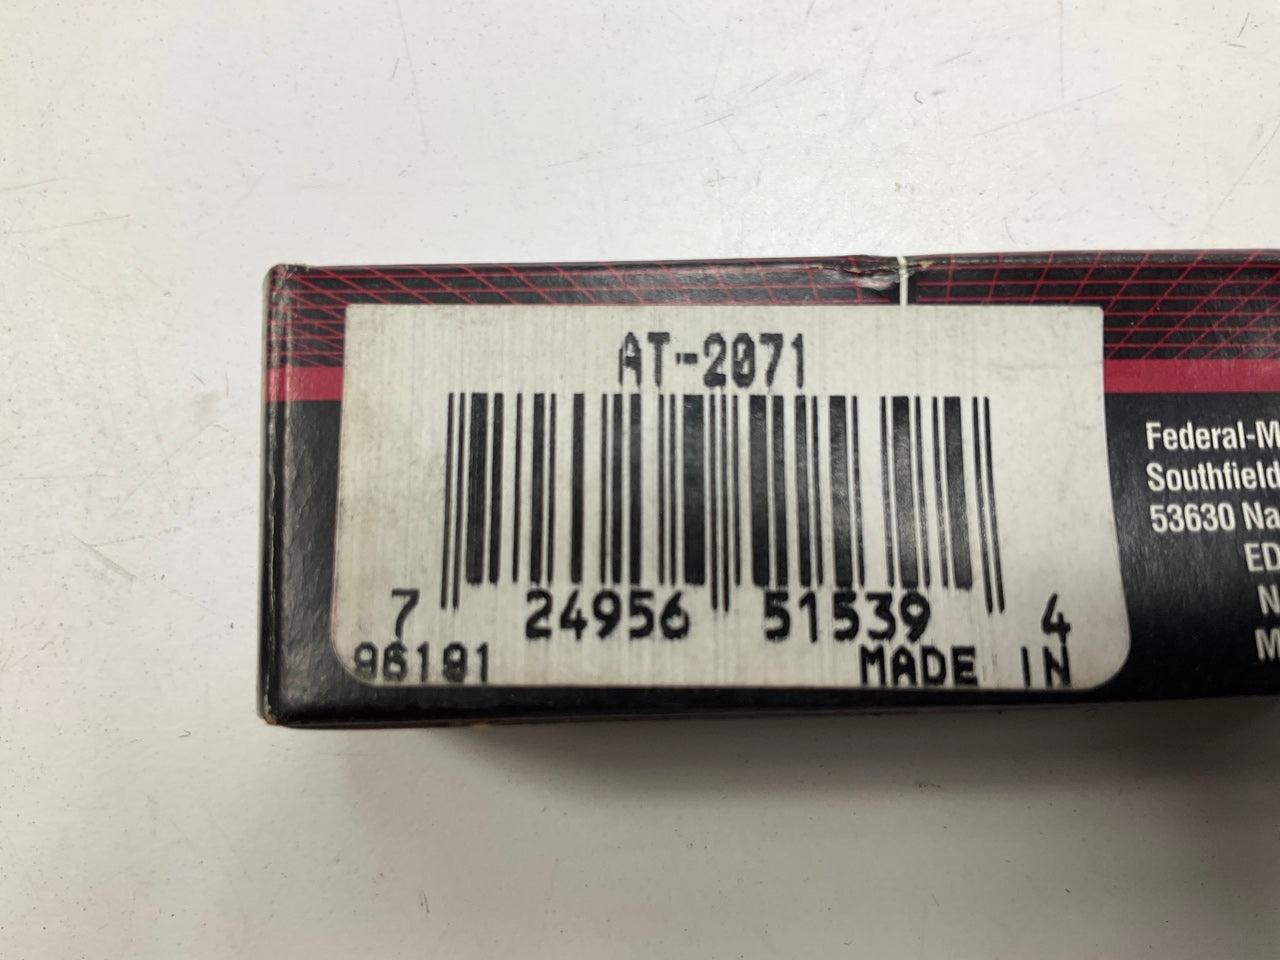 AT-2071
7 24956 51539 4
96191 MADE IN
Federal-M
Southfield
53630 Na
ED
N
M